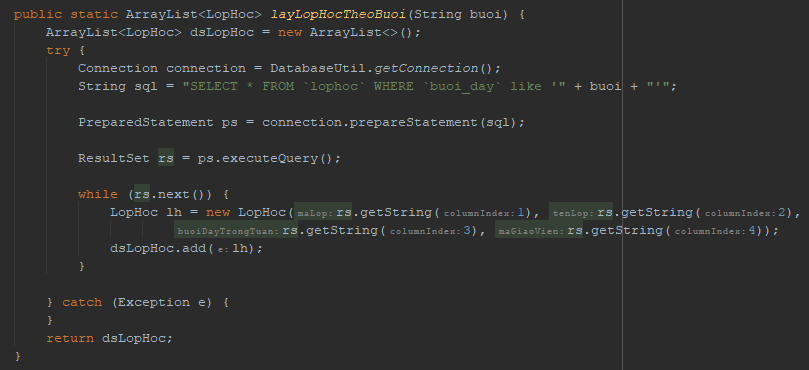 public static ArrayList<LopHoc> layLopHocTheoBuoi(String buoi) {
ArrayList<LopHoc> dsLopHoc = new ArrayList<>();
try {
Connection connection = DatabaseUtil.getConnection();
String sql = "SELECT * FROM `lophoc` WHERE `buoi_day` like '" + buoi + "'";
PreparedStatement ps = connection.prepareStatement(sql);
ResultSet rs = ps.executeQuery();
while (rs.next()) {
LopHoc lh = new LopHoc( maLop: rs.getString( columnIndex: 1), tenLop: rs.getString( columnIndex: 2),
buoiDayTrongTuan: rs.getString( columnIndex: 3), maGiaoVien: rs.getString( columnIndex: 4));
dsLopHoc.add( e: lh);
}
} catch (Exception e) {
}
return dsLopHoc;
}